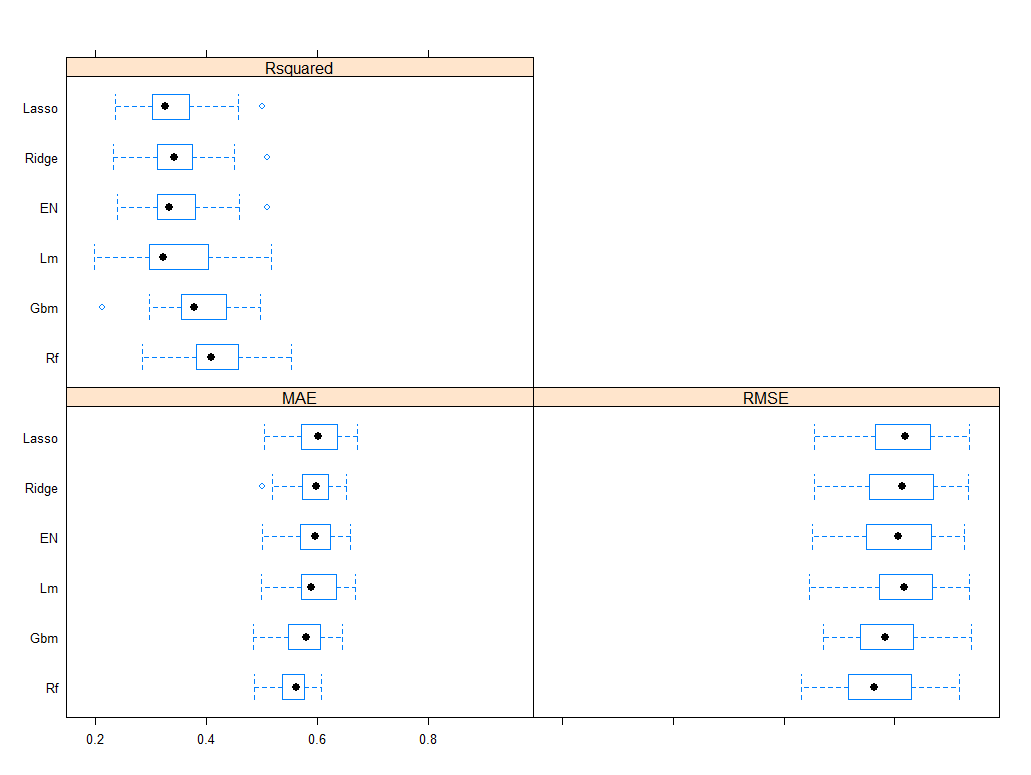 Rsquared
Lasso
Ridge
EN
Lm
Gbm
Rf
MAE
RMSE
Lasso
Ridge
EN
Lm
Gbm
Rf
0.2 0.4 0.6 0.8